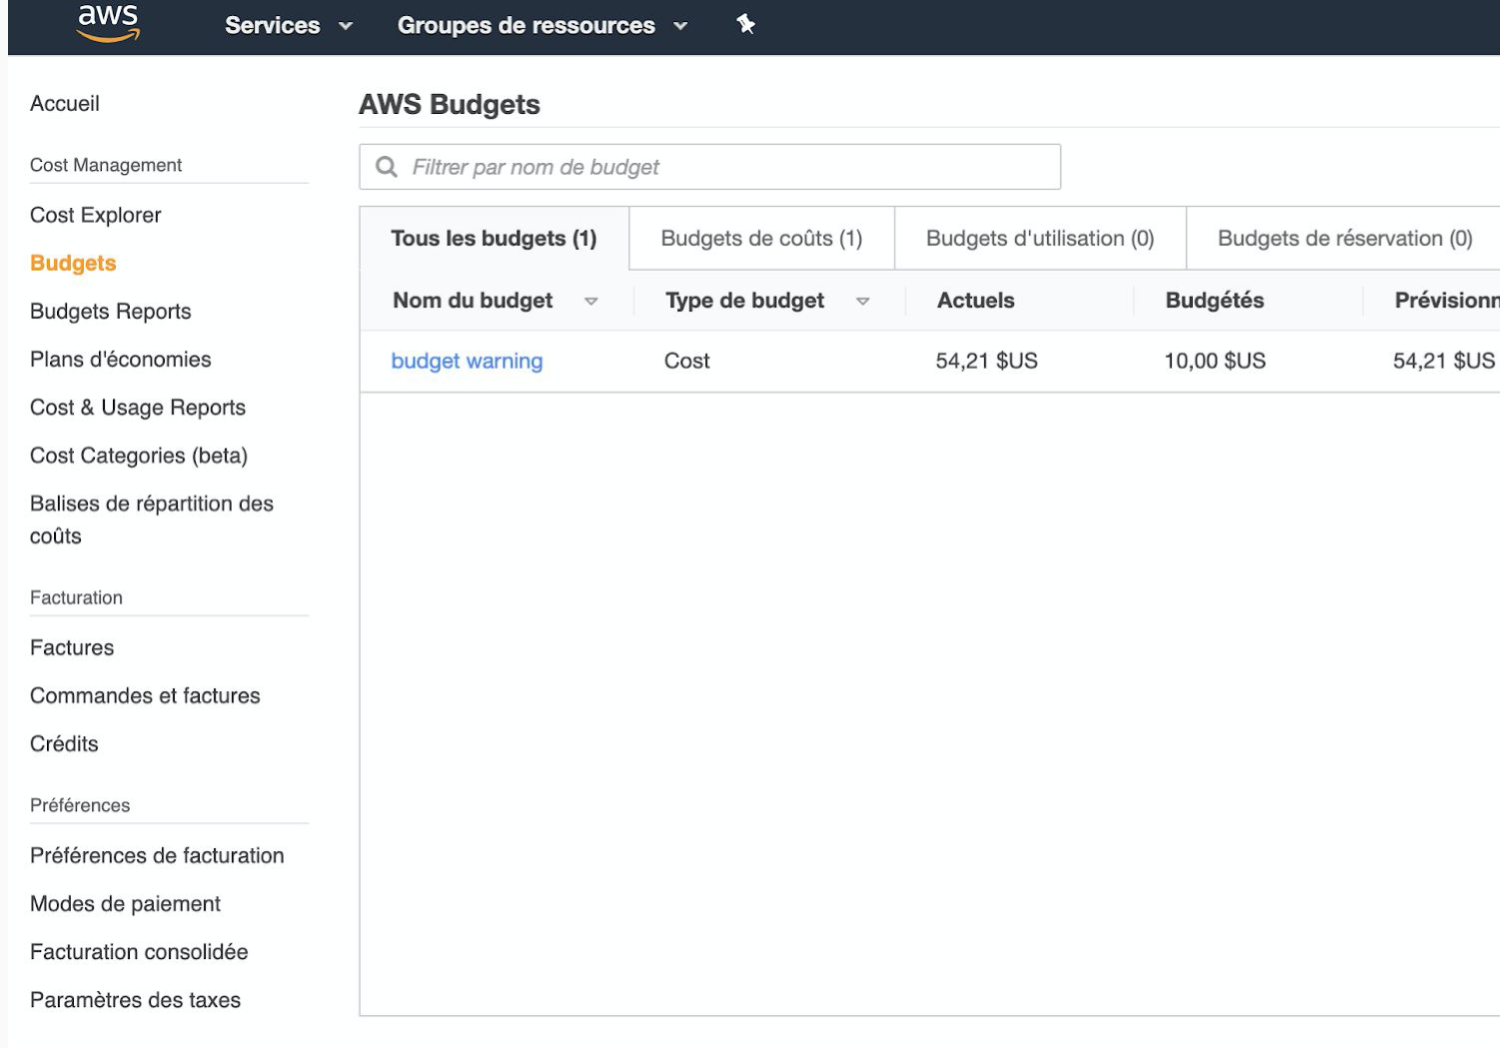 aws Services Groupes de ressources
Accueil
Cost Management
Cost Explorer
Budgets
Budgets Reports
Plans d'économies
Cost & Usage Reports
Cost Categories (beta)
Balises de répartition des
coûts
Facturation
Factures
Commandes et factures
Crédits
Préférences
Préférences de facturation
Modes de paiement
Facturation consolidée
Paramètres des taxes
AWS Budgets
Filtrer par nom de budget
Tous les budgets (1) Budgets de coûts (1) Budgets d'utilisation (0) Budgets de réservation (0)
Nom du budget Type de budget Actuels Budgétés Prévisionn
budget warning Cost 54,21 $US 10,00 $US 54,21 $US